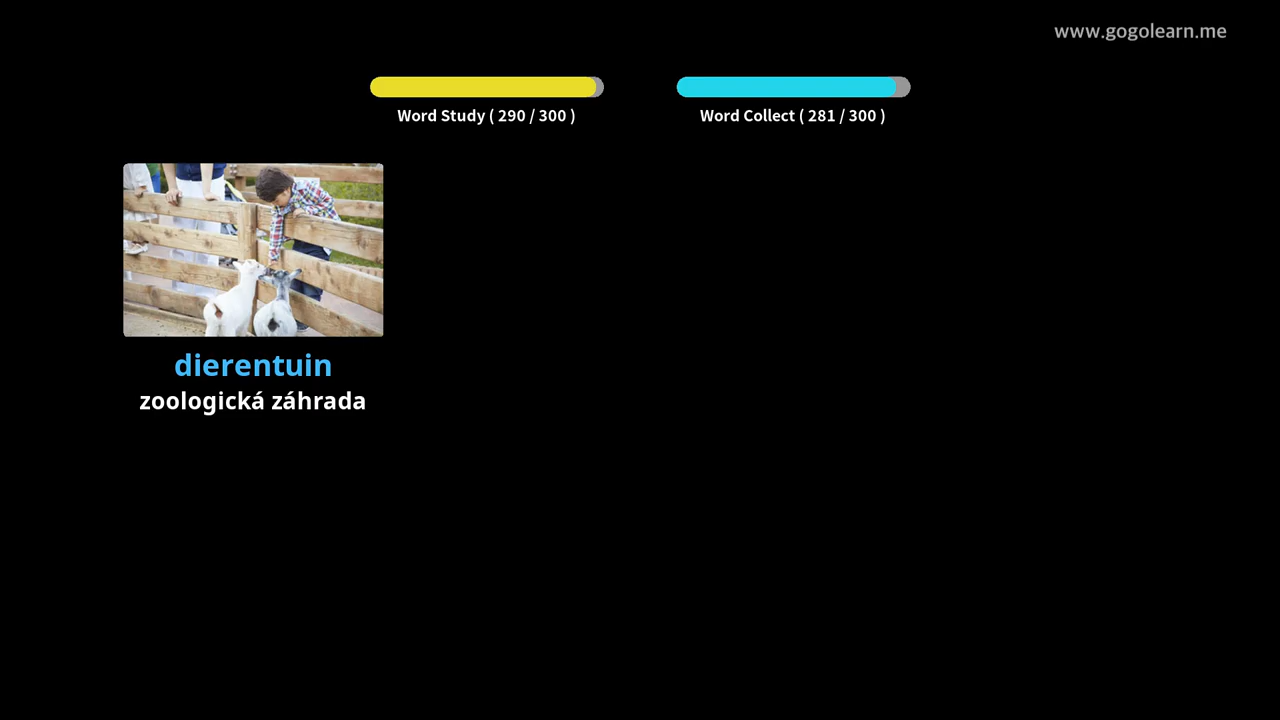 www.gogolearn.me
Word Study ( 290 / 300 )
Word Collect ( 281 / 300 )
dierentuin
zoologická záhrada